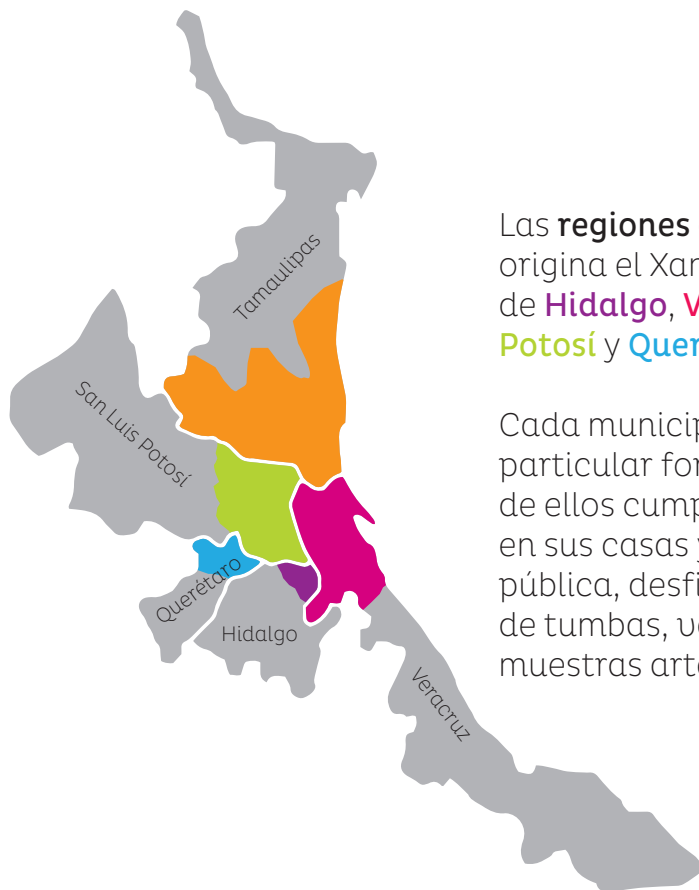 Tamaulipas
San Luis Potosí
Querétaro
Hidalgo
Veracruz
Las regiones
origina el Xan
de Hidalgo,
Potosí y Quer
Cada municip
particular for
de ellos cump
en sus casas
pública, desfi
de tumbas,
muestras arte